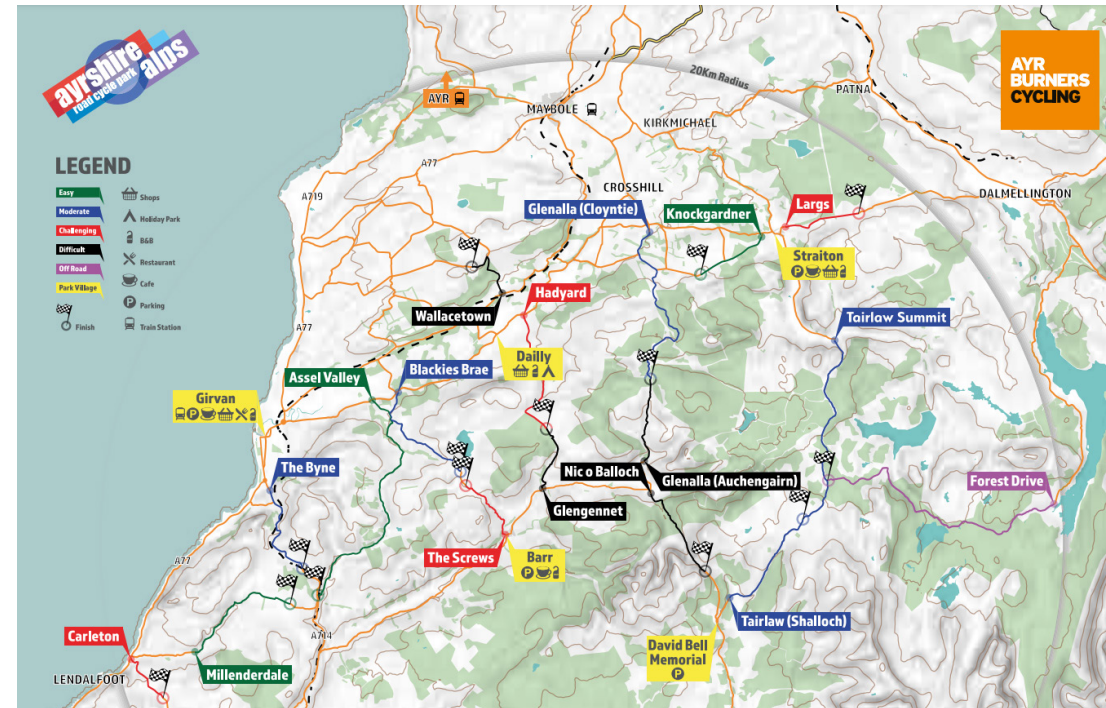 ayrshire
alps
road cycle park
AYR
BURNERS
CYCLING
20Km Radius
AYR
MAYBOLE
PATNA
KIRKMICHAEL
LEGEND
Easy
Shops
Moderate
Holiday Park
Challenging
B&B
Difficult
Restaurant
Off Road
Cafe
Park Village
P
Parking
Finish
Train Station
A77
A719
CROSSHILL
DALMELLINGTON
Glenalla (Cloyntie)
Knockgardner
Largs
Straiton
P
Hadyard
Wallacetown
Tairlaw Summit
A77
Dailly
Blackies Brae
Assel Valley
Girvan
P
The Byne
Nic o Balloch
Glenalla (Auchengairn)
Forest Drive
Glengennet
The Screws
Barr
P
A77
Tairlaw (Shalloch)
Carleton
A714
David Bell
Memorial
P
Millenderdale
LENDALFOOT